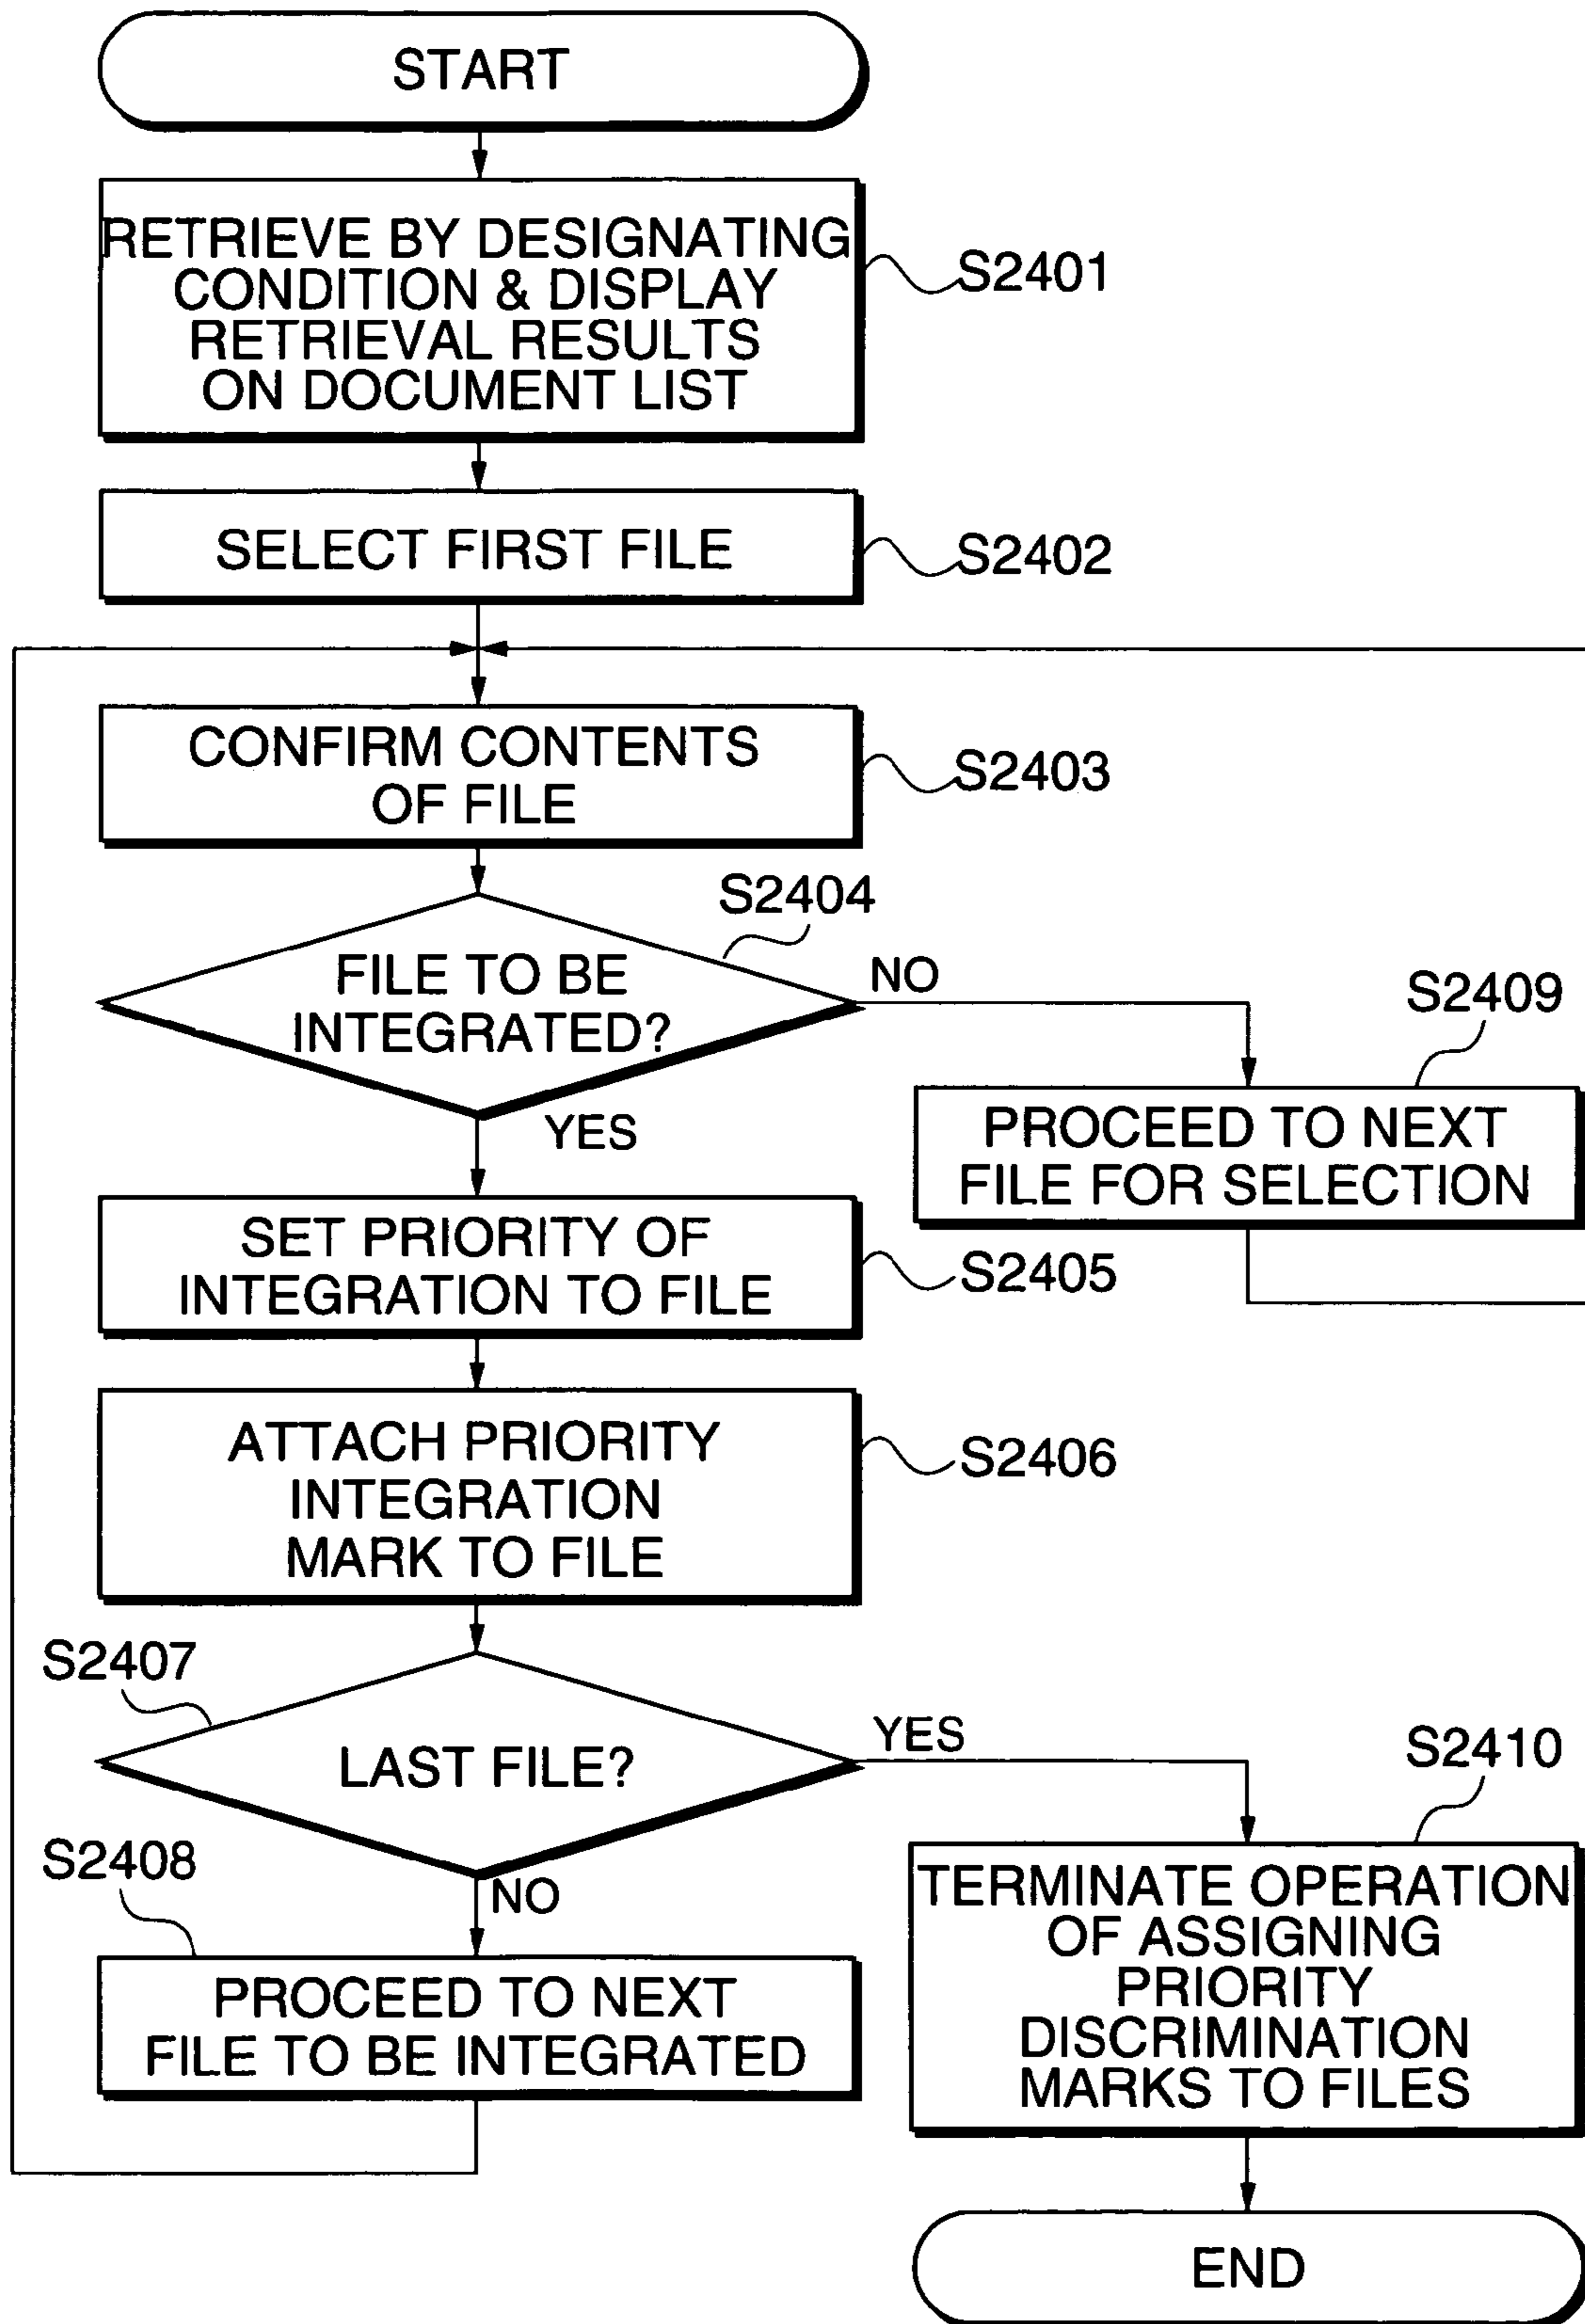 START
RETRIEVE BY DESIGNATING
CONDITION & DISPLAY
RETRIEVAL RESULTS
ON DOCUMENT LIST
S2401
SELECT FIRST FILE
S2402
CONFIRM CONTENTS
OF FILE
S2403
S2404
FILE TO BE
INTEGRATED?
NO
YES
S2409
PROCEED TO NEXT
FILE FOR SELECTION
SET PRIORITY OF
INTEGRATION TO FILE
S2405
ATTACH PRIORITY
INTEGRATION
MARK TO FILE
S2406
S2407
LAST FILE?
YES
NO
S2410
TERMINATE OPERATION
OF ASSIGNING
PRIORITY
DISCRIMINATION
MARKS TO FILES
S2408
PROCEED TO NEXT
FILE TO BE INTEGRATED
END